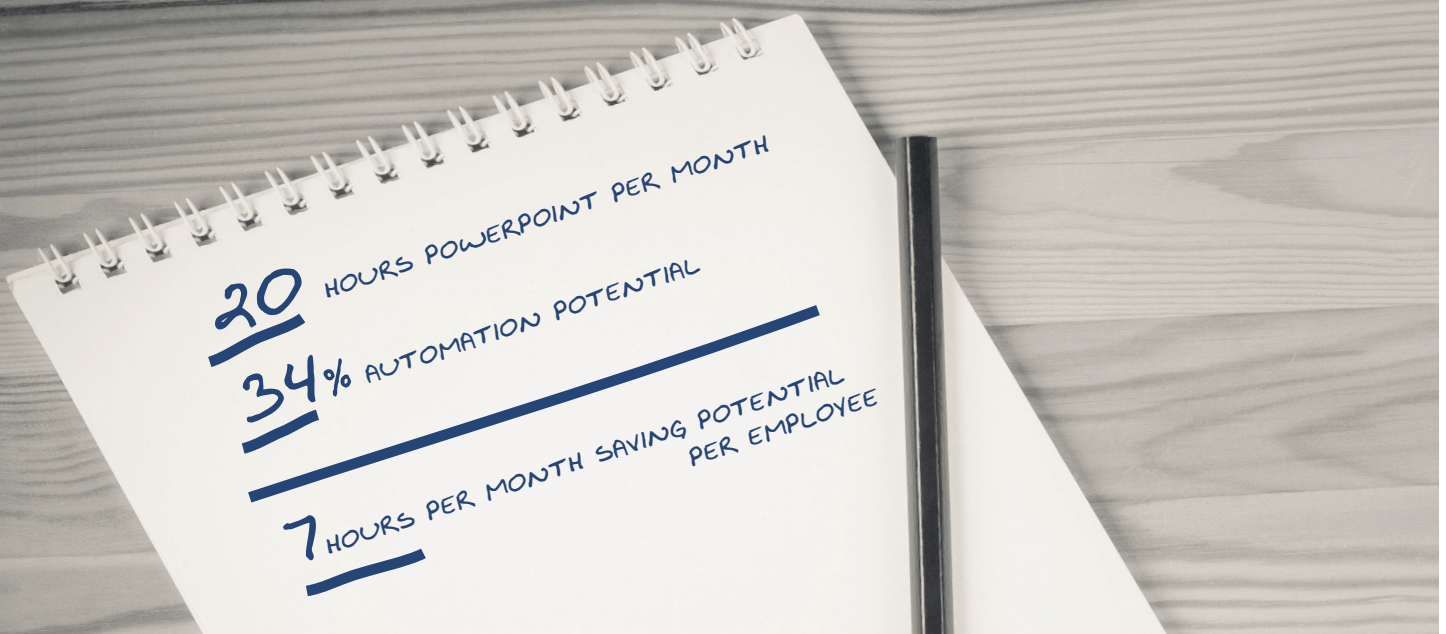 20 HOURS POWERPOINT PER MONTH
34% AUTOMATION POTENTIAL
7 HOURS PER MONTH SAVING POTENTIAL
PER EMPLOYEE